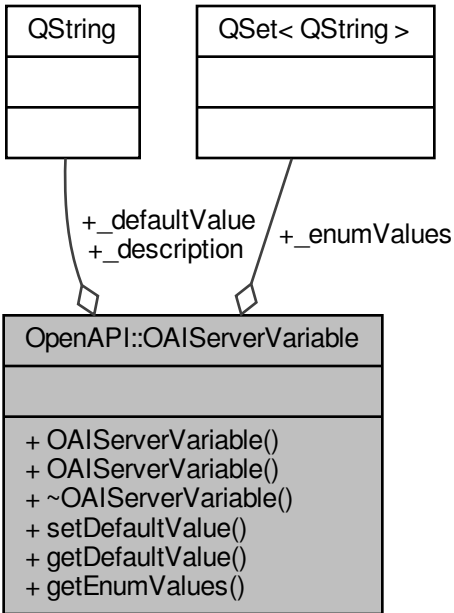 QString
QSet< QString >
+_defaultValue
+_description
+_enumValues
OpenAPI::OAIServerVariable
+ OAIServerVariable()
+ OAIServerVariable()
+ ~OAIServerVariable()
+ setDefaultValue()
+ getDefaultValue()
+ getEnumValues()